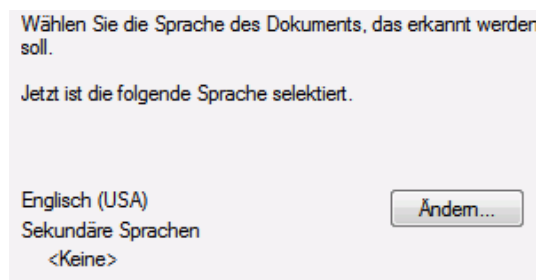 Wählen Sie die Sprache des Dokuments, das erkannt werden
soll.
Jetzt ist die folgende Sprache selektiert.
Englisch (USA)
Ändern...
Sekundäre Sprachen
<Keine>